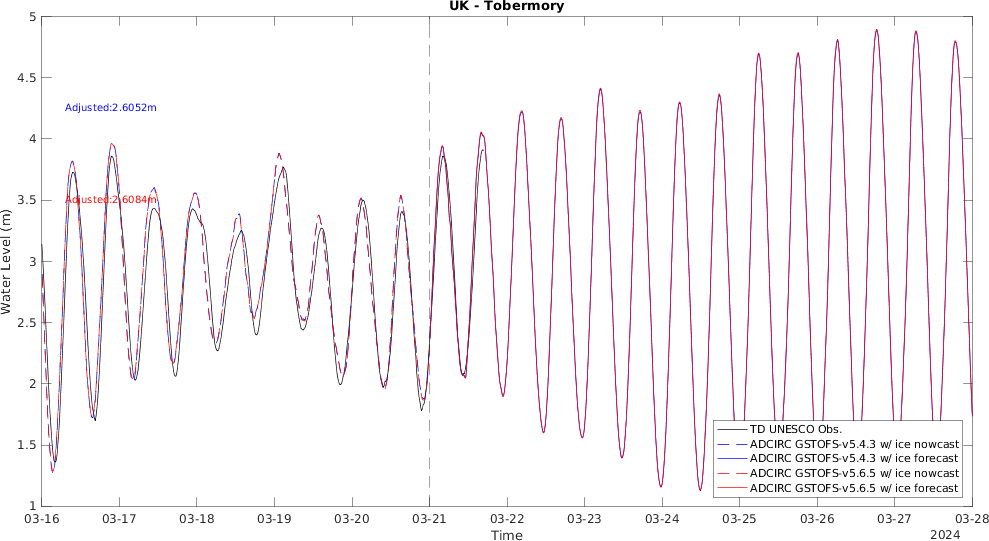 UK - Tobermory
5
4.5
4
3.5
3
2.5
2
1.5
1
Water Level (m)
Adjusted:2.6052m
Adjusted:2.6084m
TD UNESCO Obs.
ADCIRC GSTOFS-v5.4.3 w/ ice nowcast
ADCIRC GSTOFS-v5.4.3 w/ ice forecast
ADCIRC GSTOFS-v5.6.5 w/ ice nowcast
ADCIRC GSTOFS-v5.6.5 w/ ice forecast
03-16 03-17 03-18 03-19 03-20 03-21 03-22 03-23 03-24 03-25 03-26 03-27 03-28
Time
2024